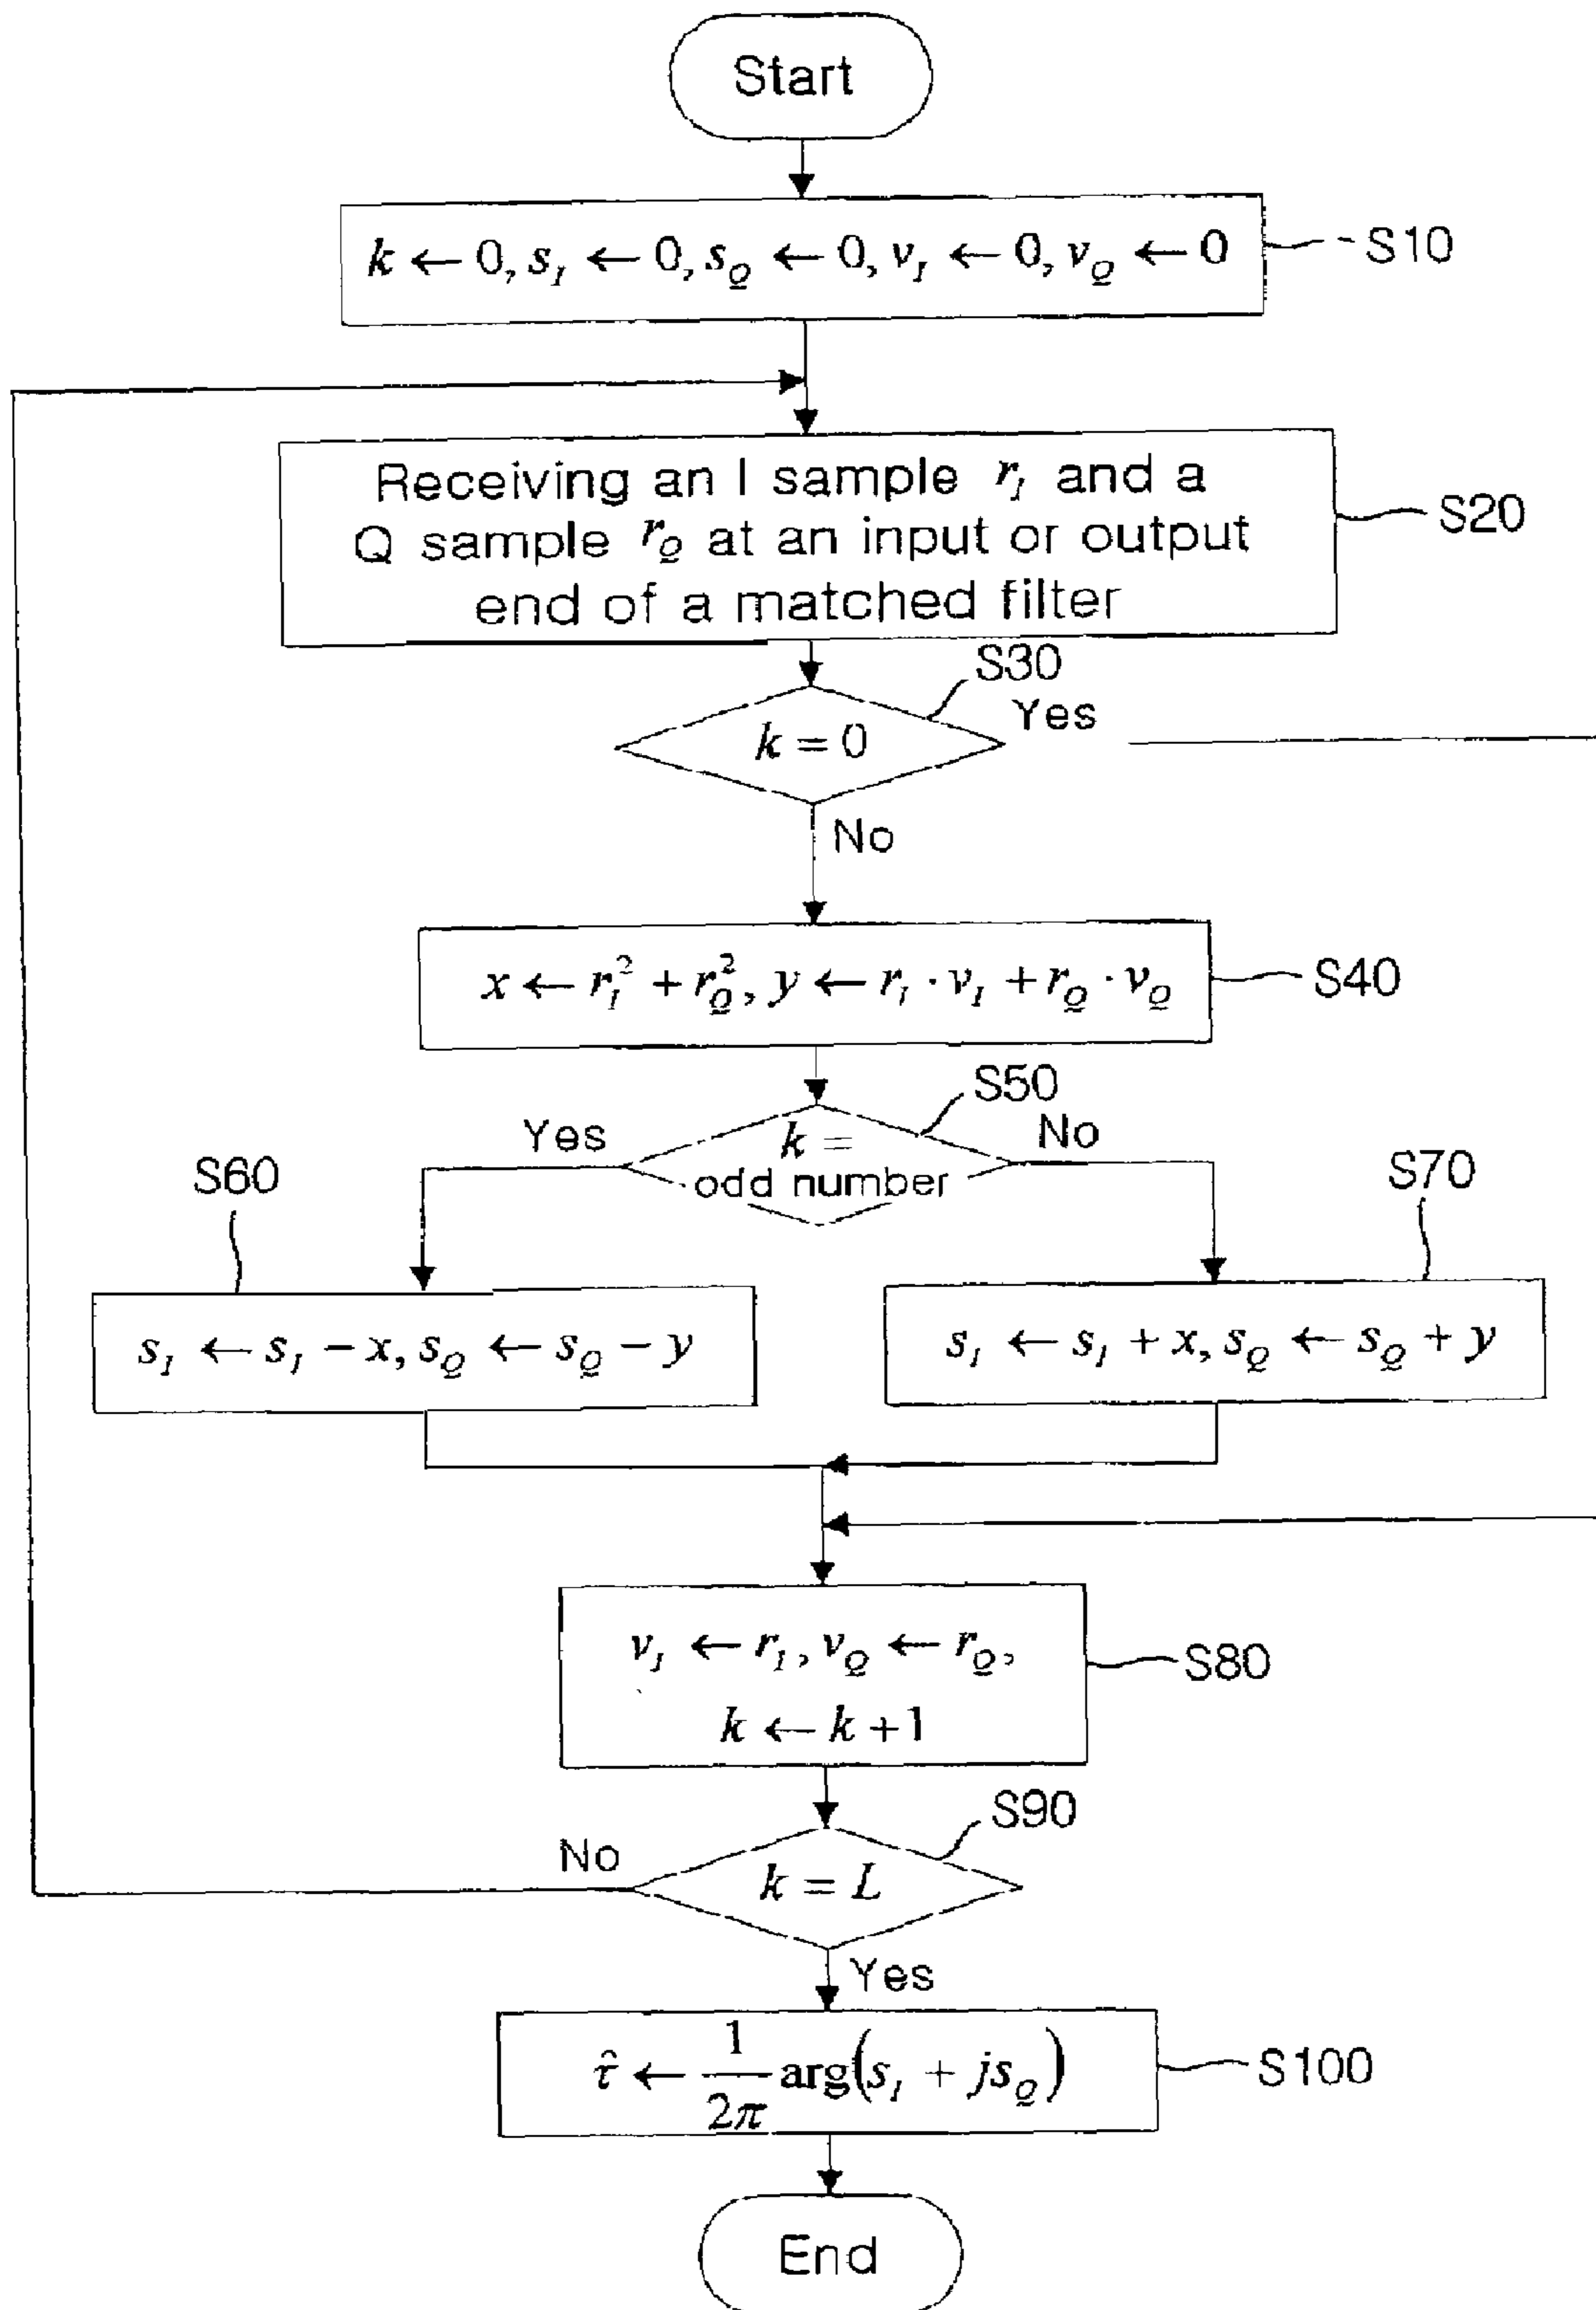 Start
k ← 0, s_I ← 0, s_Q ← 0, v_I ← 0, v_Q ← 0
S10
Receiving an I sample r_I and a
Q sample r_Q at an input or output
end of a matched filter
S20
S30
k = 0
Yes
No
x ← r_I^2 + r_Q^2, y ← r_I · v_I + r_Q · v_Q
S40
S50
Yes
k =
odd number
No
S60
S70
s_I ← s_I − x, s_Q ← s_Q − y
s_I ← s_I + x, s_Q ← s_Q + y
v_I ← r_I, v_Q ← r_Q,
k ← k + 1
S80
S90
No
k = L
Yes
τ̂ ← 1/2π arg(s_I + js_Q)
S100
End